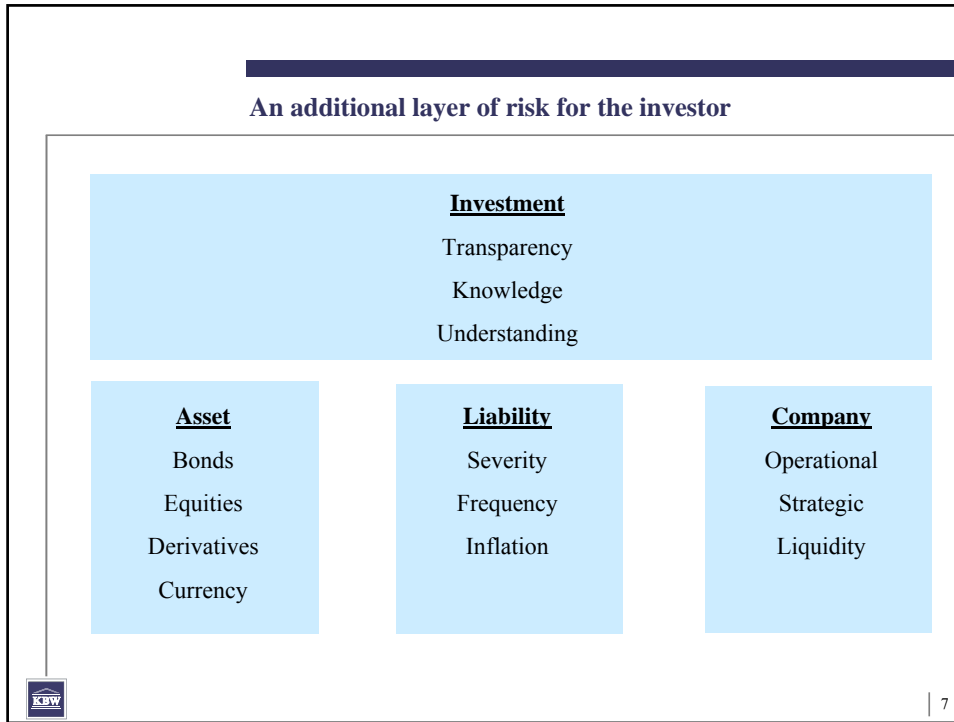 An additional layer of risk for the investor
Investment
Transparency
Knowledge
Understanding
Asset
Bonds
Equities
Derivatives
Currency
Liability
Severity
Frequency
Inflation
Company
Operational
Strategic
Liquidity
KBW
7